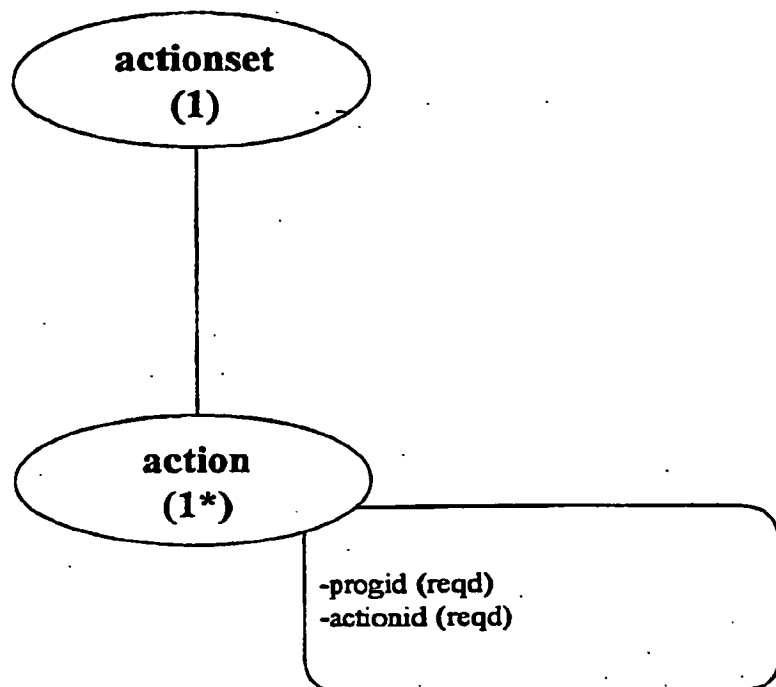 actionset
(1)
action
(1*)
-progid (reqd)
-actionid (reqd)